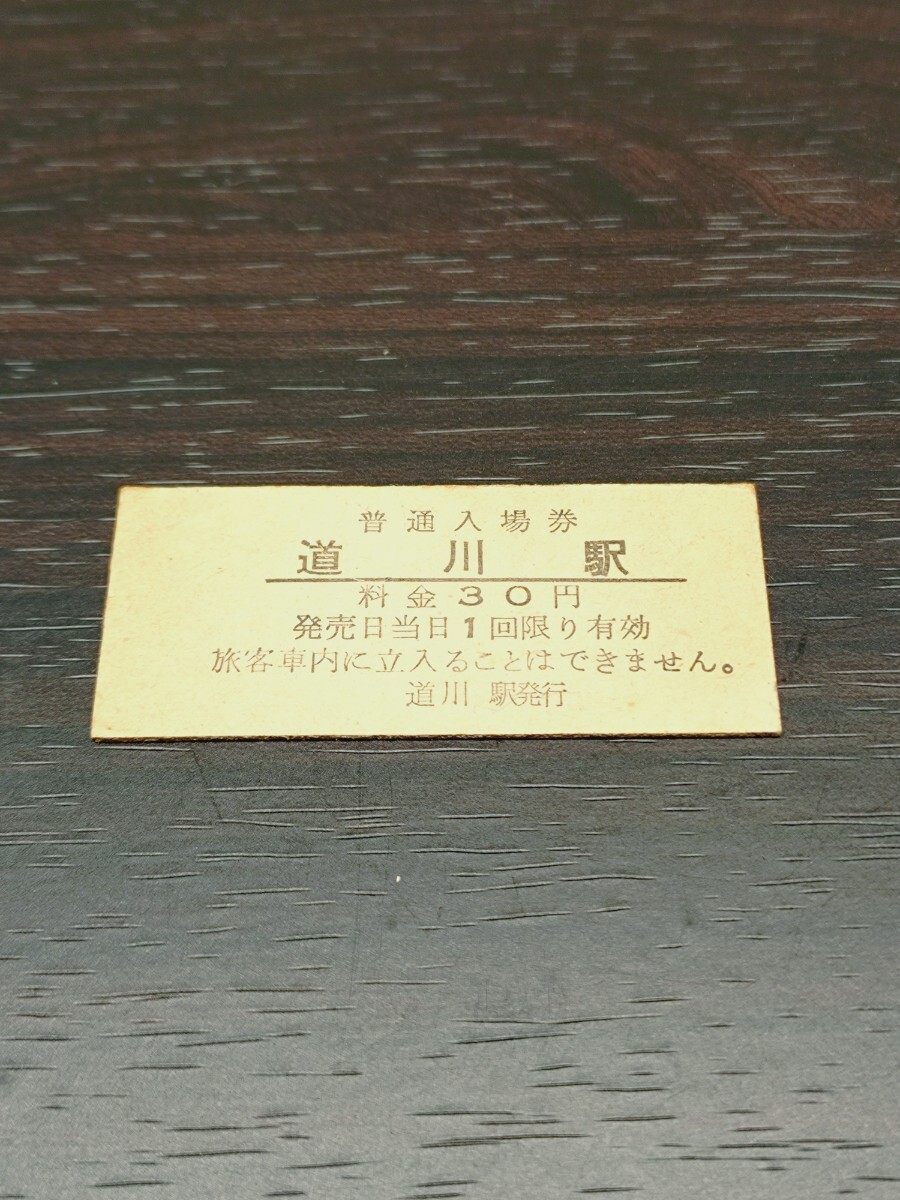 普通入場券
道川駅
料金30円
発売日当日1回限り有効
旅客車内に立入ることはできません。
道川 駅発行